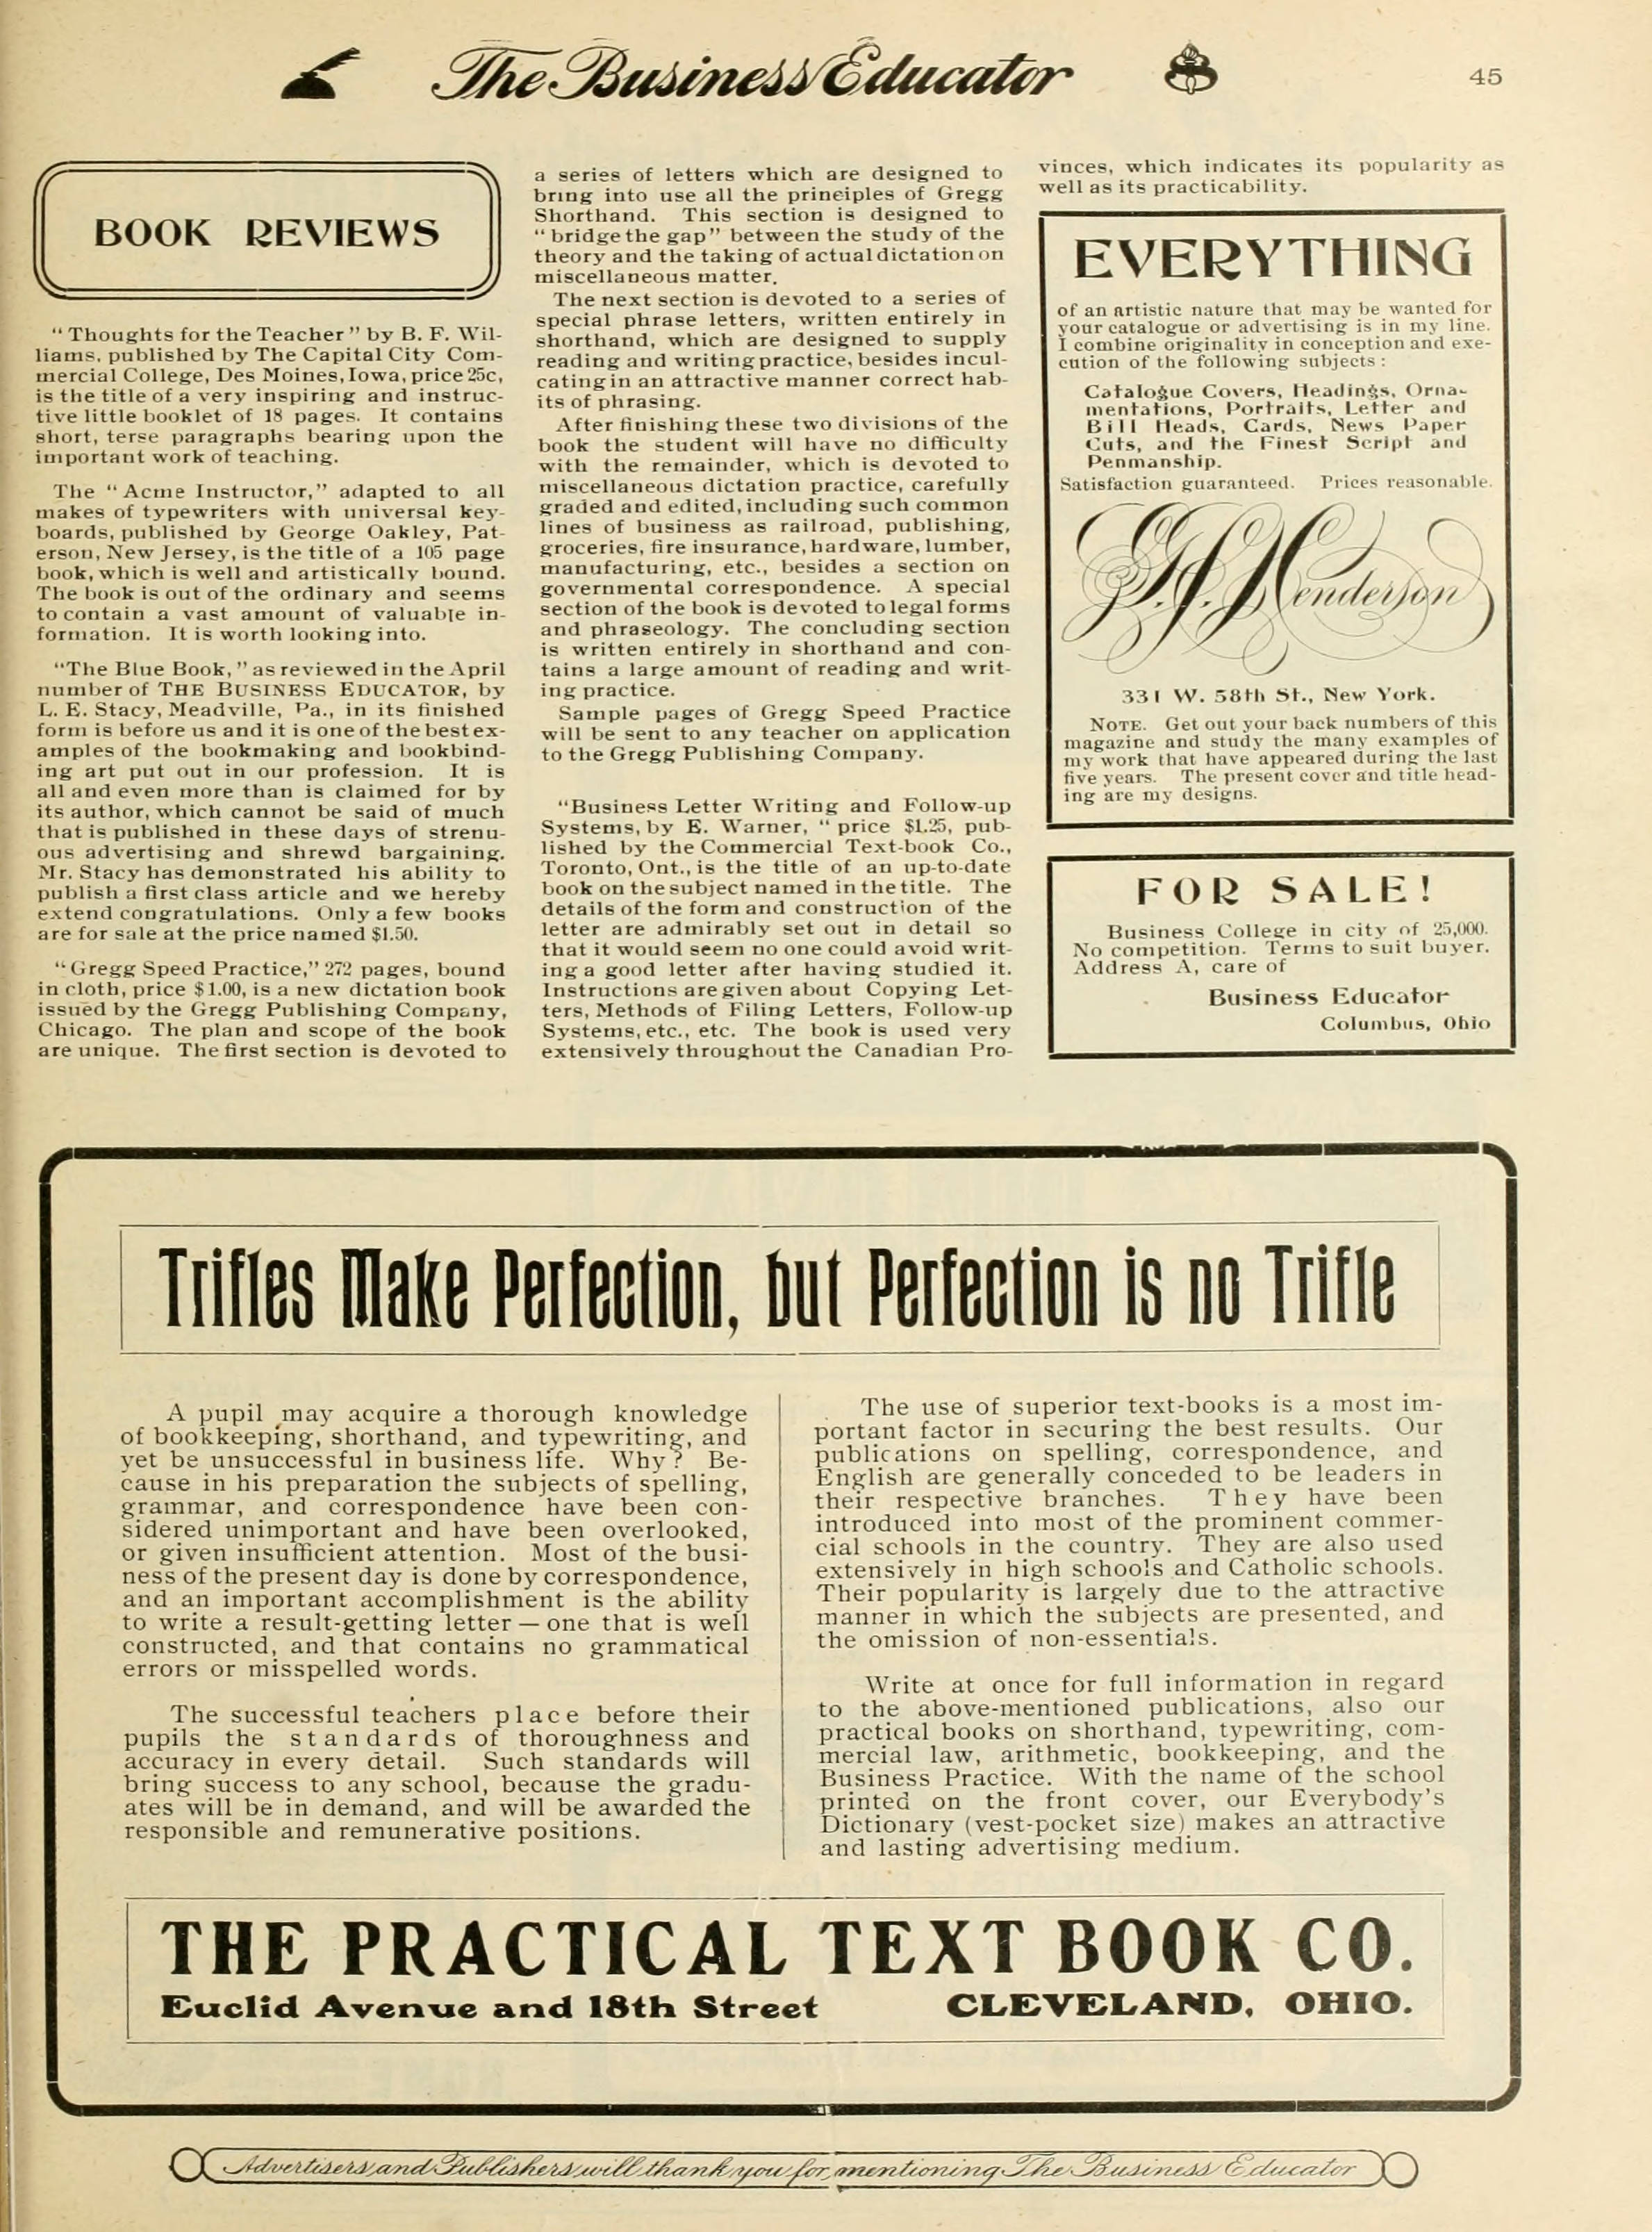 The Business Educator
45
BOOK REVIEWS
"Thoughts for the Teacher" by B. F. Wil-
liams, published by The Capital City Com-
mercial College, Des Moines, Iowa, price 25c,
is the title of a very inspiring and instruc-
tive little booklet of 18 pages. It contains
short, terse paragraphs bearing upon the
important work of teaching.
The "Acme Instructor," adapted to all
makes of typewriters with universal key-
boards, published by George Oakley, Pat-
erson, New Jersey, is the title of a 105 page
book, which is well and artistically bound.
The book is out of the ordinary and seems
to contain a vast amount of valuable in-
formation. It is worth looking into.
"The Blue Book," as reviewed in the April
number of THE BUSINESS EDUCATOR, by
L. E. Stacy, Meadville, Pa., in its finished
form is before us and it is one of the best ex-
amples of the bookmaking and bookbind-
ing art put out in our profession. It is
all and even more than is claimed for by
its author, which cannot be said of much
that is published in these days of strenu-
ous advertising and shrewd bargaining.
Mr. Stacy has demonstrated his ability to
publish a first class article and we hereby
extend congratulations. Only a few books
are for sale at the price named $1.50.
"Gregg Speed Practice," 272 pages, bound
in cloth, price $1.00, is a new dictation book
issued by the Gregg Publishing Company,
Chicago. The plan and scope of the book
are unique. The first section is devoted to
a series of letters which are designed to
bring into use all the principles of Gregg
Shorthand. This section is designed to
"bridge the gap" between the study of the
theory and the taking of actual dictation on
miscellaneous matter.
The next section is devoted to a series of
special phrase letters, written entirely in
shorthand, which are designed to supply
reading and writing practice, besides incul-
cating in an attractive manner correct hab-
its of phrasing.
After finishing these two divisions of the
book the student will have no difficulty
with the remainder, which is devoted to
miscellaneous dictation practice, carefully
graded and edited, including such common
lines of business as railroad, publishing,
groceries, fire insurance, hardware, lumber,
manufacturing, etc., besides a section on
governmental correspondence. A special
section of the book is devoted to legal forms
and phraseology. The concluding section
is written entirely in shorthand and con-
tains a large amount of reading and writ-
ing practice.
Sample pages of Gregg Speed Practice
will be sent to any teacher on application
to the Gregg Publishing Company.
"Business Letter Writing and Follow-up
Systems, by E. Warner, " price $1.25, pub-
lished by the Commercial Text-book Co.,
Toronto, Ont., is the title of an up-to-date
book on the subject named in the title. The
details of the form and construction of the
letter are admirably set out in detail so
that it would seem no one could avoid writ-
ing a good letter after having studied it.
Instructions are given about Copying Let-
ters, Methods of Filing Letters, Follow-up
Systems, etc., etc. The book is used very
extensively throughout the Canadian Pro-
vinces, which indicates its popularity as
well as its practicability.
EVERYTHING
of an artistic nature that may be wanted for
your catalogue or advertising is in my line.
I combine originality in conception and exe-
cution of the following subjects:
Catalogue Covers, Headings, Orna-
mentations, Portraits, Letter and
Bill Heads, Cards, News Paper
Cuts, and the Finest Script and
Penmanship.
Satisfaction guaranteed. Prices reasonable.
Henderson
331 W. 58th St., New York.
NOTE. Get out your back numbers of this
magazine and study the many examples of
my work that have appeared during the last
five years. The present cover and title head-
ing are my designs.
FOR SALE!
Business College in city of 25,000.
No competition. Terms to suit buyer.
Address A, care of
Business Educator
Columbus, Ohio
Trifles Make Perfection, but Perfection is no Trifle
A pupil may acquire a thorough knowledge
of bookkeeping, shorthand, and typewriting, and
yet be unsuccessful in business life. Why? Be-
cause in his preparation the subjects of spelling,
grammar, and correspondence have been con-
sidered unimportant and have been overlooked,
or given insufficient attention. Most of the busi-
ness of the present day is done by correspondence,
and an important accomplishment is the ability
to write a result-getting letter — one that is well
constructed, and that contains no grammatical
errors or misspelled words.
The successful teachers place before their
pupils the standards of thoroughness and
accuracy in every detail. Such standards will
bring success to any school, because the gradu-
ates will be in demand, and will be awarded the
responsible and remunerative positions.
The use of superior text-books is a most im-
portant factor in securing the best results. Our
publications on spelling, correspondence, and
English are generally conceded to be leaders in
their respective branches. They have been
introduced into most of the prominent commer-
cial schools in the country. They are also used
extensively in high schools and Catholic schools.
Their popularity is largely due to the attractive
manner in which the subjects are presented, and
the omission of non-essentials.
Write at once for full information in regard
to the above-mentioned publications, also our
practical books on shorthand, typewriting, com-
mercial law, arithmetic, bookkeeping, and the
Business Practice. With the name of the school
printed on the front cover, our Everybody's
Dictionary (vest-pocket size) makes an attractive
and lasting advertising medium.
THE PRACTICAL TEXT BOOK CO.
Euclid Avenue and 18th Street CLEVELAND, OHIO.
Advertisers and Publishers will thank you for mentioning The Business Educator